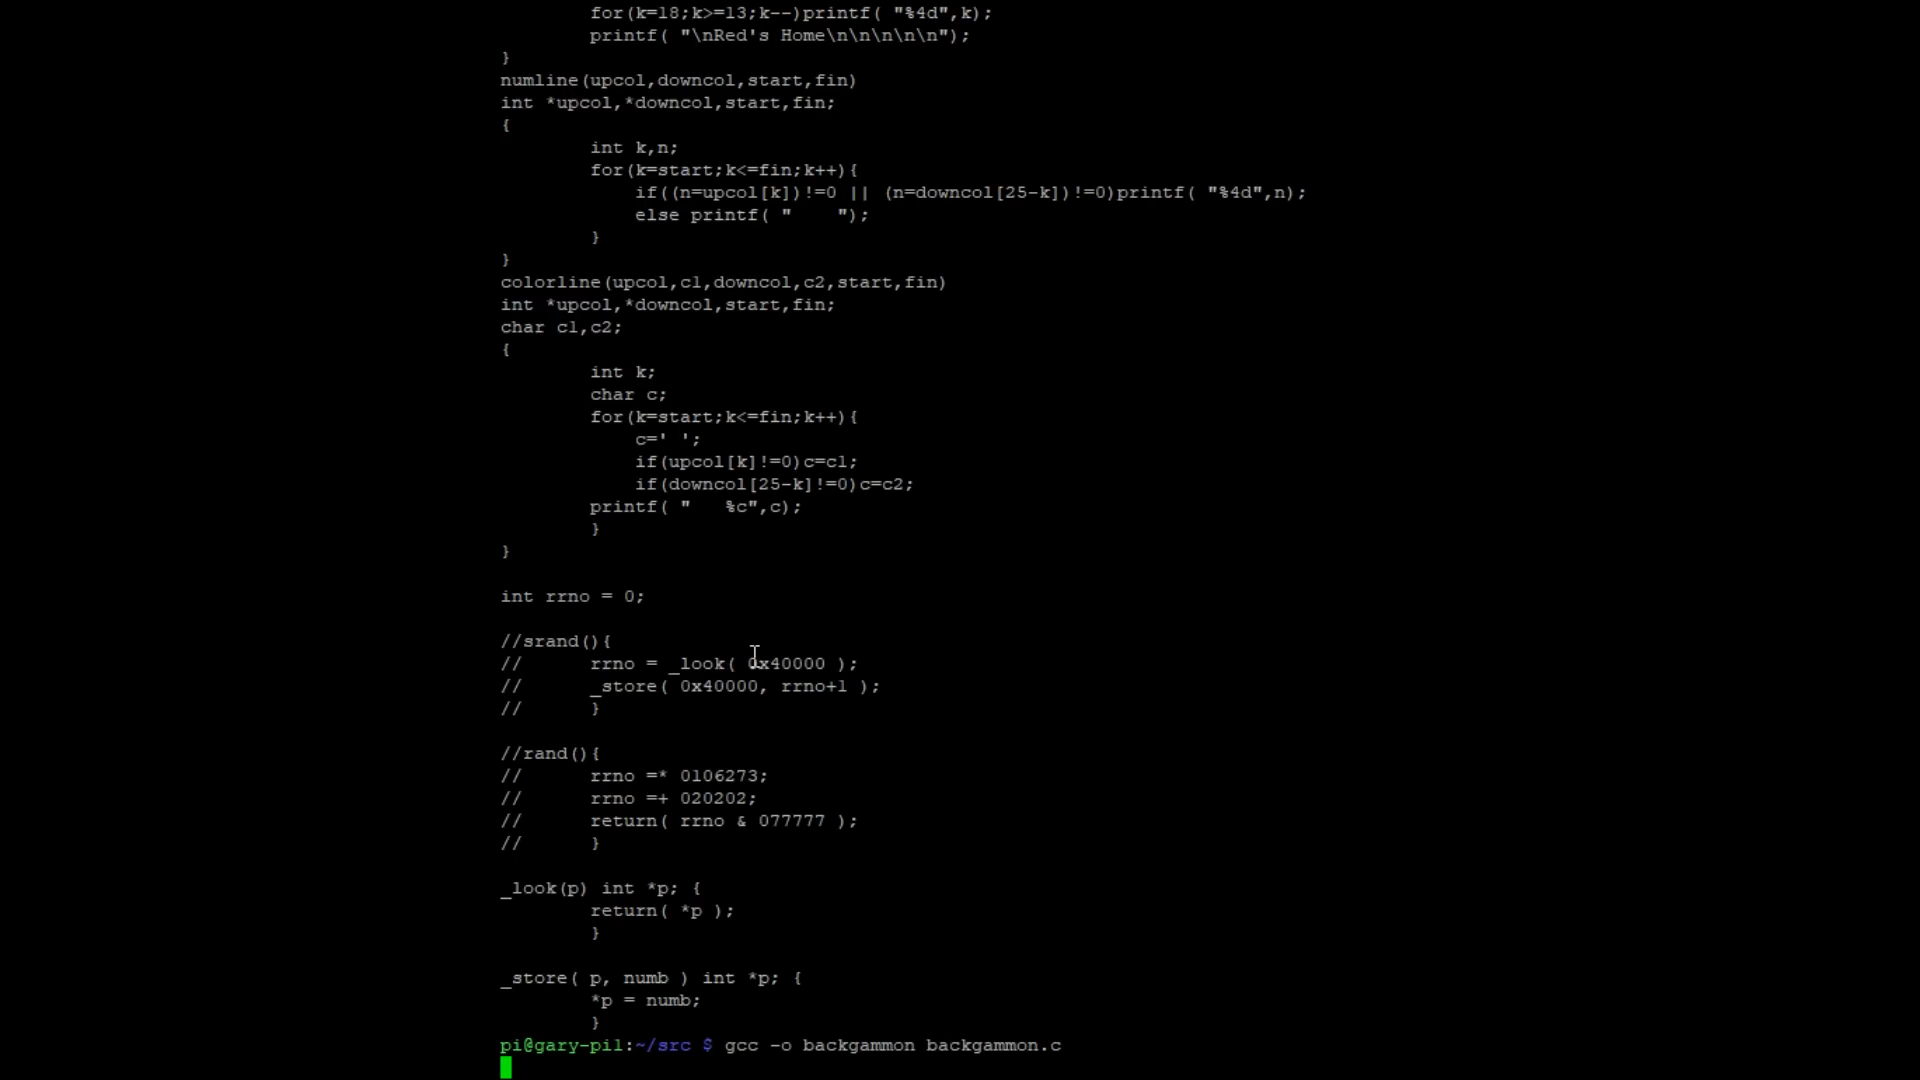 for(k=18;k>=13;k--)printf( "%4d",k);
printf( "\nRed's Home\n\n\n\n\n");
}
numline(upcol,downcol,start,fin)
int *upcol,*downcol,start,fin;
{
int k,n;
for(k=start;k<=fin;k++){
if((n=upcol[k])!=0 || (n=downcol[25-k])!=0)printf( "%4d",n);
else printf( "    ");
}
}
colorline(upcol,c1,downcol,c2,start,fin)
int *upcol,*downcol,start,fin;
char c1,c2;
{
int k;
char c;
for(k=start;k<=fin;k++){
c=' ';
if(upcol[k]!=0)c=c1;
if(downcol[25-k]!=0)c=c2;
printf( "   %c",c);
}
}
int rrno = 0;
//srand(){
//      rrno = _look( 0x40000 );
//      _store( 0x40000, rrno+1 );
//      }
//rand(){
//      rrno =* 0106273;
//      rrno =+ 020202;
//      return( rrno & 077777 );
//      }
_look(p) int *p; {
return( *p );
}
_store( p, numb ) int *p; {
*p = numb;
}
pi@gary-pi1:~/src $ gcc -o backgammon backgammon.c